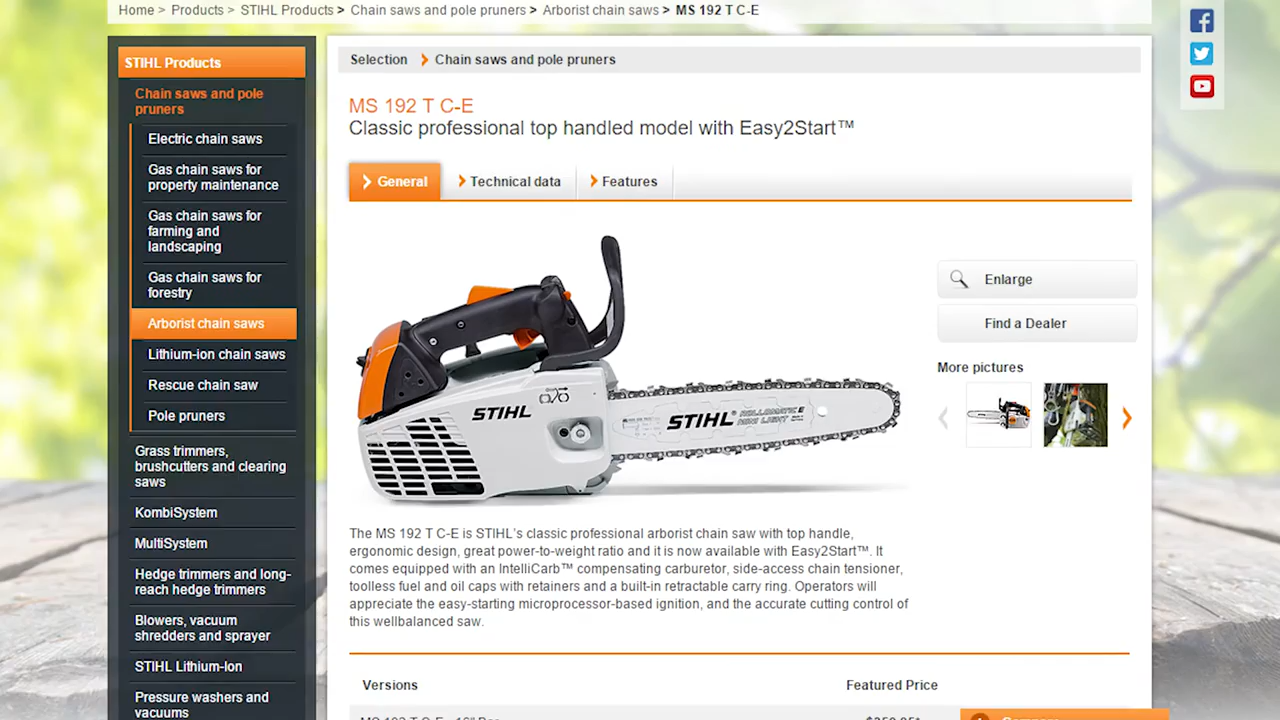 Home > Products > STIHL Products > Chain saws and pole pruners > Arborist chain saws > MS 192 T C-E
STIHL Products
Chain saws and pole
pruners
Electric chain saws
Gas chain saws for
property maintenance
Gas chain saws for
farming and
landscaping
Gas chain saws for
forestry
Arborist chain saws
Lithium-ion chain saws
Rescue chain saw
Pole pruners
Grass trimmers,
brushcutters and clearing
saws
KombiSystem
MultiSystem
Hedge trimmers and long-
reach hedge trimmers
Blowers, vacuum
shredders and sprayer
STIHL Lithium-Ion
Pressure washers and
vacuums
Selection
Chain saws and pole pruners
MS 192 T C-E
Classic professional top handled model with Easy2Start™
General
Technical data
Features
STIHL
STIHL® ROLLOMATIC E
MINI LIGHT
Enlarge
Find a Dealer
More pictures
The MS 192 T C-E is STIHL's classic professional arborist chain saw with top handle,
ergonomic design, great power-to-weight ratio and it is now available with Easy2Start™. It
comes equipped with an IntelliCarb™ compensating carburetor, side-access chain tensioner,
toolless fuel and oil caps with retainers and a built-in retractable carry ring. Operators will
appreciate the easy-starting microprocessor-based ignition, and the accurate cutting control of
this wellbalanced saw.
Versions
Featured Price
MS 192 T C-E - 16" Bar